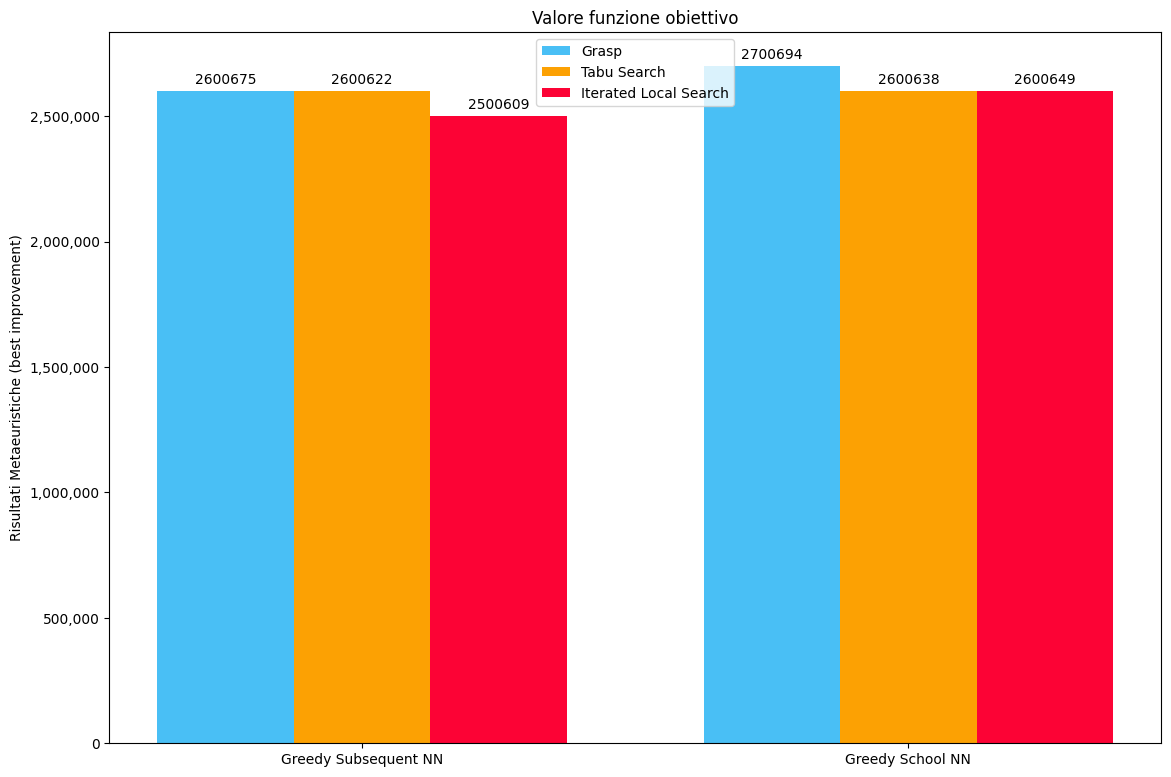 Valore funzione obiettivo
Grasp
Tabu Search
Iterated Local Search
2600675
2600622
2500609
2700694
2600638
2600649
Risultati Metaeuristiche (best improvement)
2,500,000
2,000,000
1,500,000
1,000,000
500,000
0
Greedy Subsequent NN
Greedy School NN